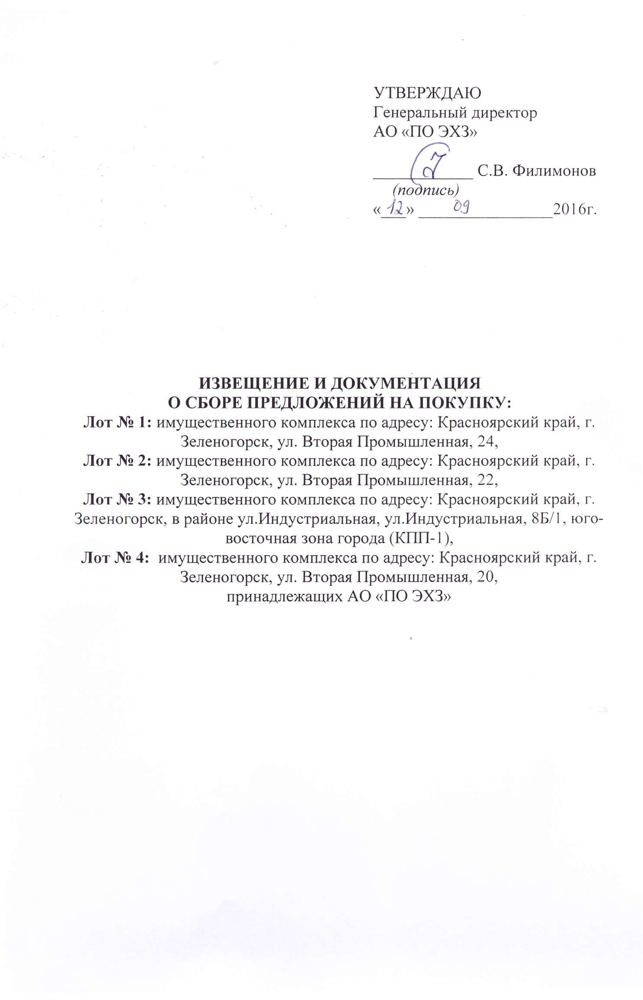 УТВЕРЖДАЮ
Генеральный директор
АО «ПО ЭХЗ»
____________ С.В. Филимонов
(подпись)
«12» 09 2016г.
ИЗВЕЩЕНИЕ И ДОКУМЕНТАЦИЯ
О СБОРЕ ПРЕДЛОЖЕНИЙ НА ПОКУПКУ:
Лот № 1: имущественного комплекса по адресу: Красноярский край, г.
Зеленогорск, ул. Вторая Промышленная, 24,
Лот № 2: имущественного комплекса по адресу: Красноярский край, г.
Зеленогорск, ул. Вторая Промышленная, 22,
Лот № 3: имущественного комплекса по адресу: Красноярский край, г.
Зеленогорск, в районе ул.Индустриальная, ул.Индустриальная, 8Б/1, юго-
восточная зона города (КПП-1),
Лот № 4: имущественного комплекса по адресу: Красноярский край, г.
Зеленогорск, ул. Вторая Промышленная, 20,
принадлежащих АО «ПО ЭХЗ»